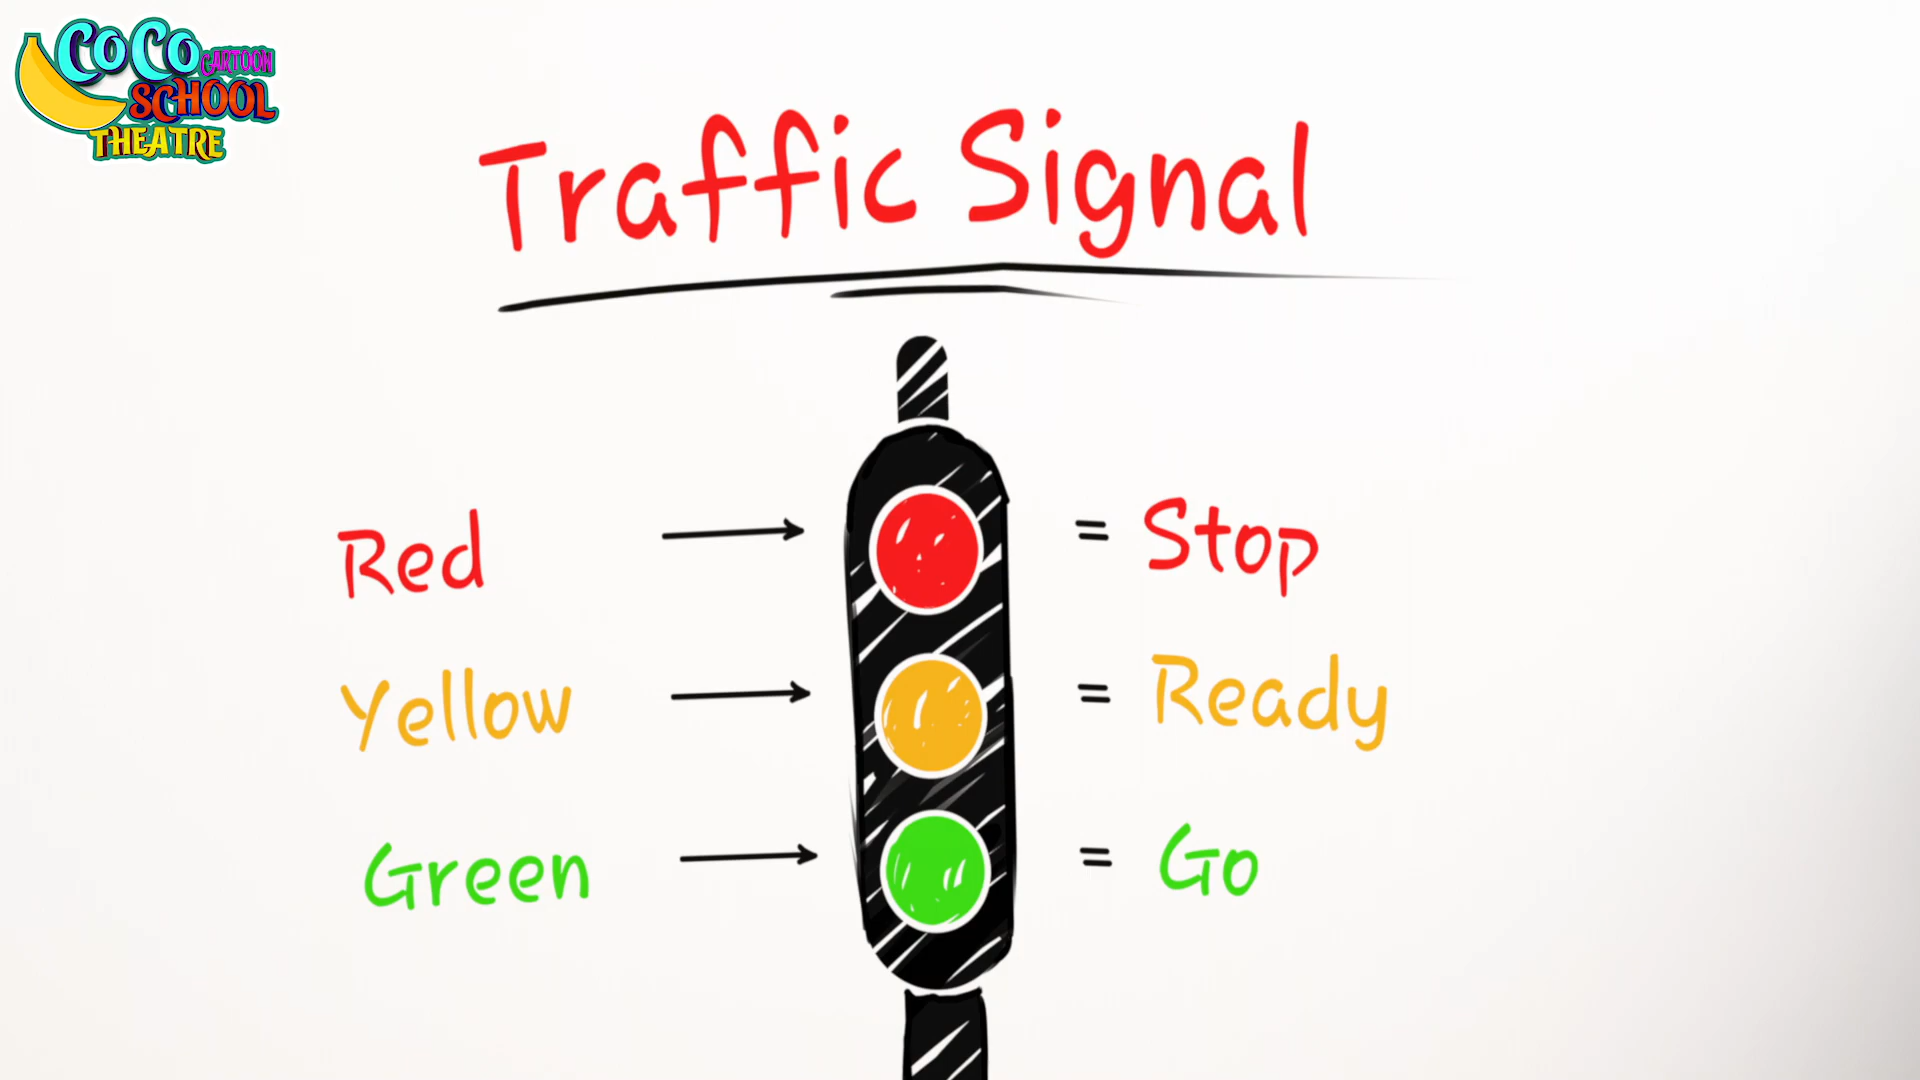 CoCo CARTOON
SCHOOL
THEATRE
Traffic Signal
Red → = Stop
Yellow → = Ready
Green → = Go